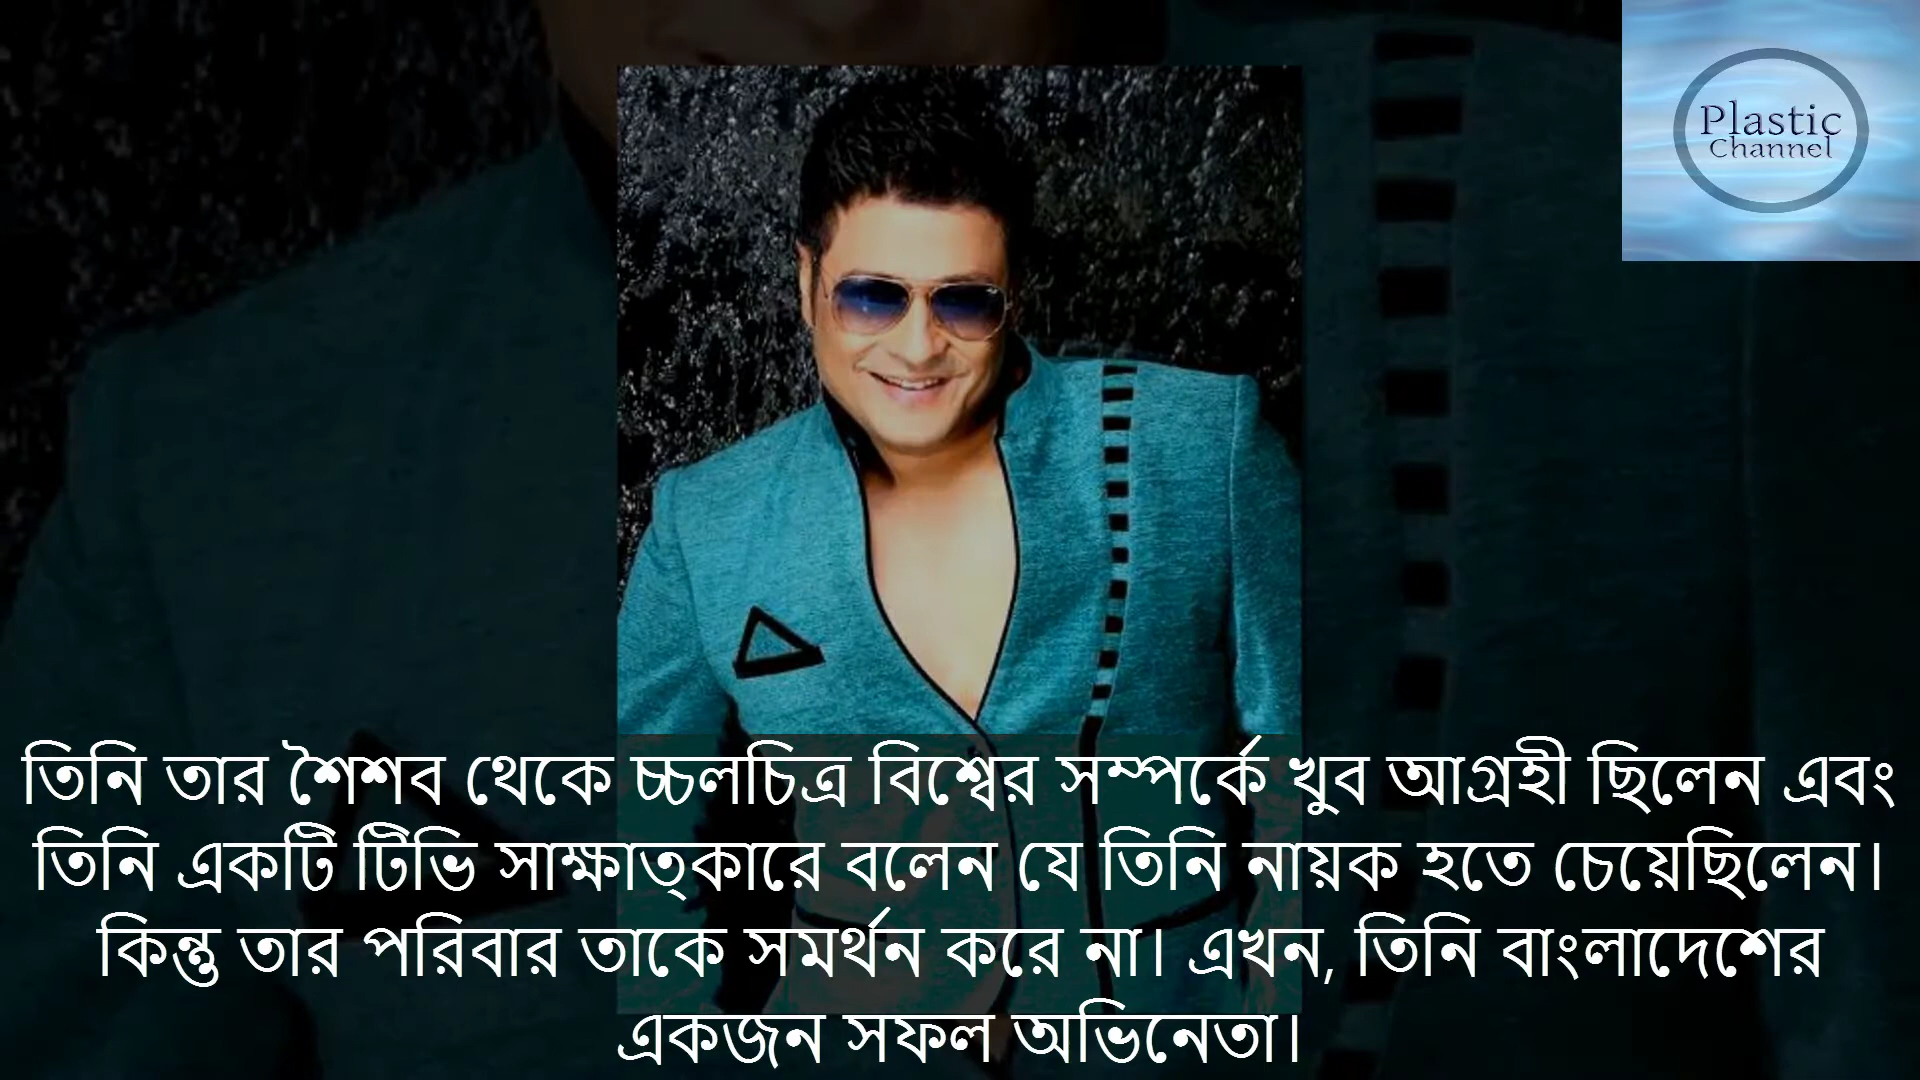 Plastic
Channel
তিনি তার শৈশব থেকে চ্চলচিত্র বিশ্বের সম্পর্কে খুব আগ্রহী ছিলেন এবং
তিনি একটি টিভি সাক্ষাত্কারে বলেন যে তিনি নায়ক হতে চেয়েছিলেন।
কিন্তু তার পরিবার তাকে সমর্থন করে না। এখন, তিনি বাংলাদেশের
একজন সফল অভিনেতা।